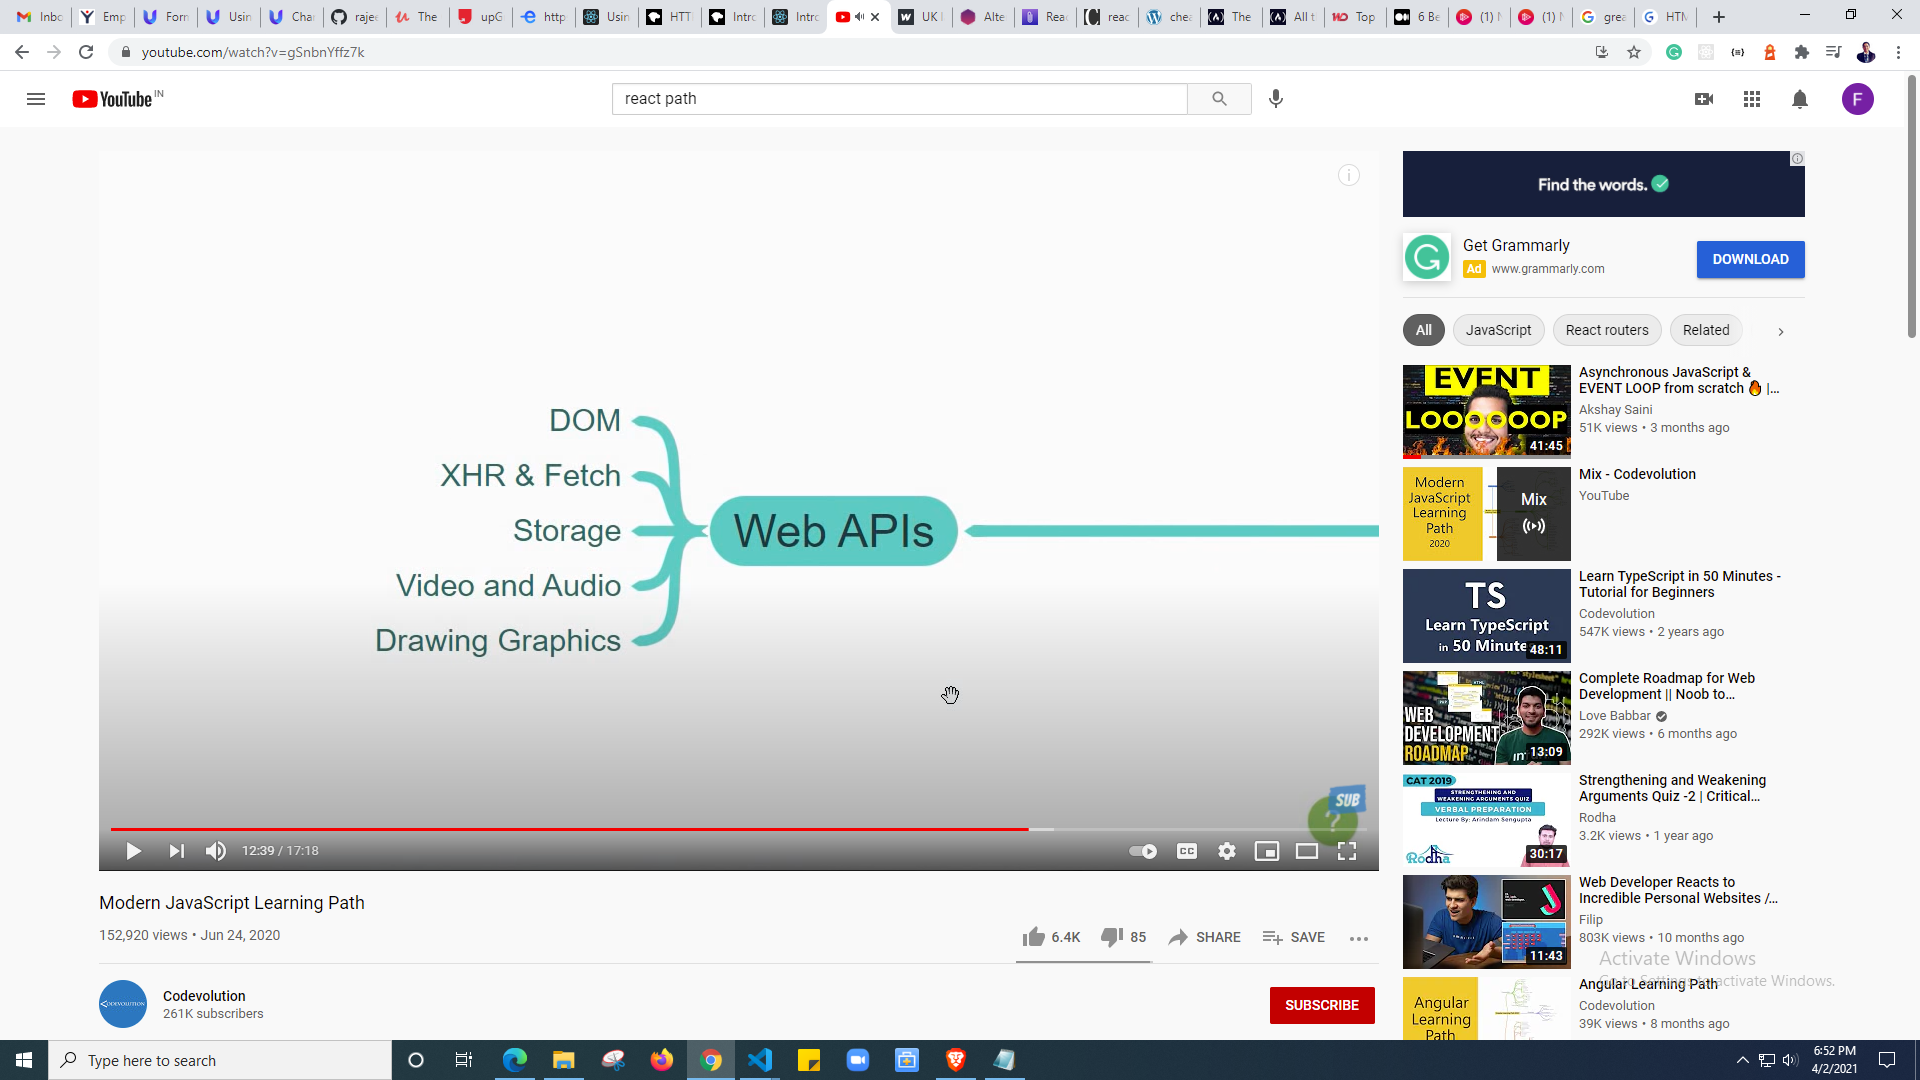 Inbo
Emp
Form
Usin
Char
rajee
The
upG
http
Usin
HTT
Intro
Intro
UK
Alte
Reac
reac
chea
The
All t
Top
6 Be
(1)
(1)
grea
HTM
youtube.com/watch?v=gSnbnYffz7k
YouTube IN
react path
F
Find the words.
Get Grammarly
Ad www.grammarly.com
DOWNLOAD
All
JavaScript
React routers
Related
DOM
XHR & Fetch
Storage
Video and Audio
Drawing Graphics
Web APIs
SUB
?
12:39 / 17:18
CC
Modern JavaScript Learning Path
152,920 views • Jun 24, 2020
6.4K
85
SHARE
SAVE
CODEVOLUTION
Codevolution
261K subscribers
SUBSCRIBE
EVENT
LOOOOOOP
41:45
Asynchronous JavaScript &
EVENT LOOP from scratch 🔥 |...
Akshay Saini
51K views • 3 months ago
Modern
JavaScript
Learning
Path
2020
Mix
Mix - Codevolution
YouTube
TS
Learn TypeScript
in 50 Minute
48:11
Learn TypeScript in 50 Minutes -
Tutorial for Beginners
Codevolution
547K views • 2 years ago
WEB
DEVELOPMENT
ROADMAP
13:09
Complete Roadmap for Web
Development || Noob to...
Love Babbar
292K views • 6 months ago
CAT 2019
STRENGTHENING AND
WEAKENING ARGUMENTS QUIZ
VERBAL PREPARATION
Lecture By: Arindam Sengupta
Rodha
30:17
Strengthening and Weakening
Arguments Quiz -2 | Critical...
Rodha
3.2K views • 1 year ago
11:43
Web Developer Reacts to
Incredible Personal Websites /...
Filip
803K views • 10 months ago
Activate Windows
Go to Settings to activate Windows.
Angular
Learning
Path
Angular Learning Path
Codevolution
39K views • 8 months ago
Type here to search
6:52 PM
4/2/2021